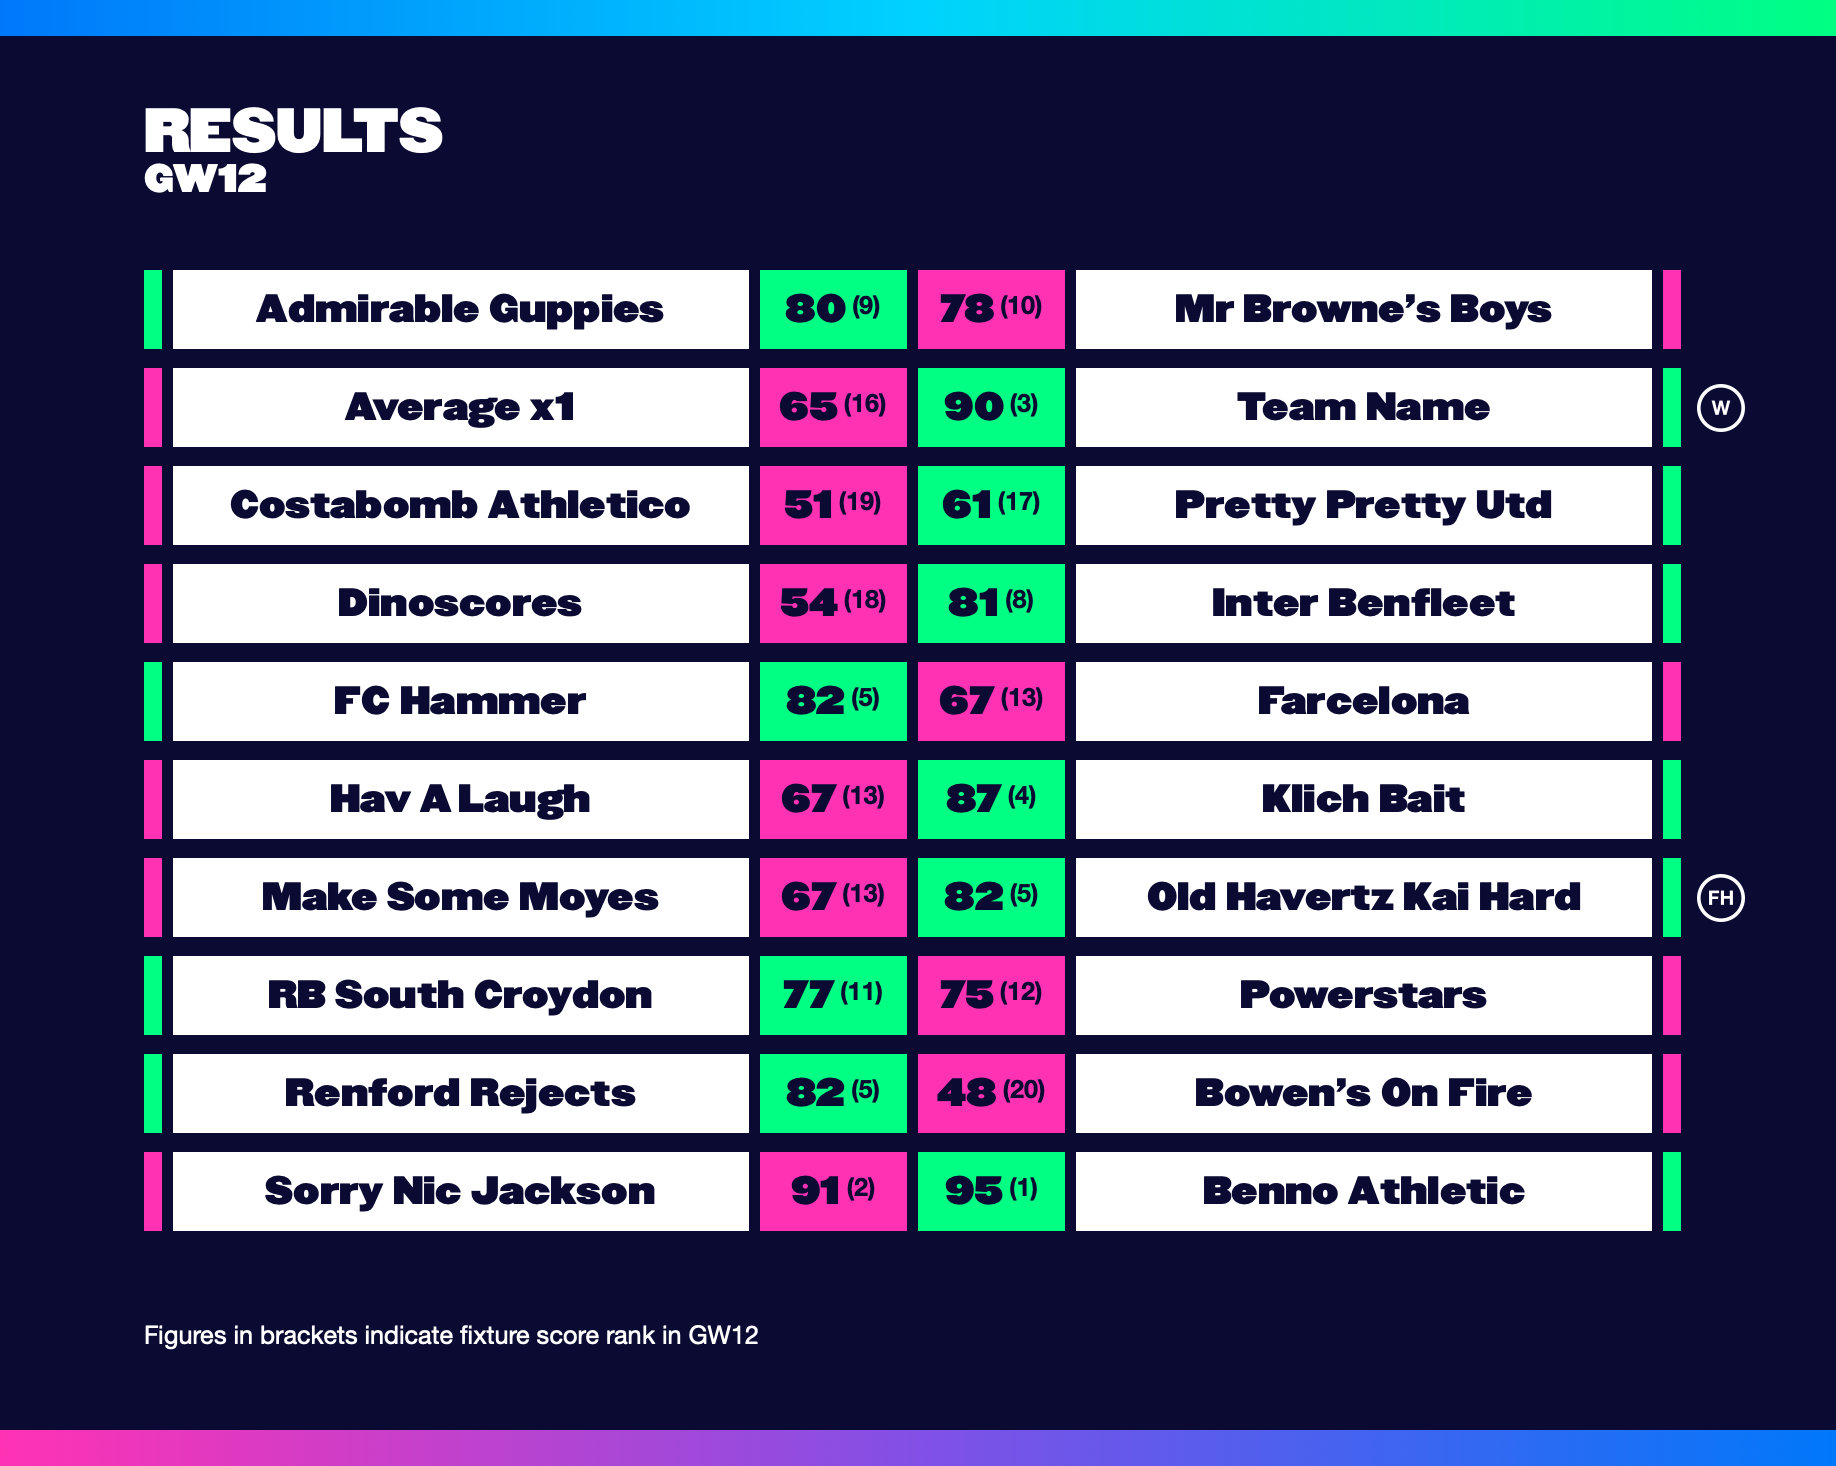 RESULTS
GW12
Admirable Guppies 80 (9) 78 (10) Mr Browne’s Boys
Average x1 65 (16) 90 (3) Team Name W
Costabomb Athletico 51 (19) 61 (17) Pretty Pretty Utd
Dinoscores 54 (18) 81 (8) Inter Benfleet
FC Hammer 82 (5) 67 (13) Farcelona
Hav A Laugh 67 (13) 87 (4) Klich Bait
Make Some Moyes 67 (13) 82 (5) Old Havertz Kai Hard FH
RB South Croydon 77 (11) 75 (12) Powerstars
Renford Rejects 82 (5) 48 (20) Bowen’s On Fire
Sorry Nic Jackson 91 (2) 95 (1) Benno Athletic
Figures in brackets indicate fixture score rank in GW12